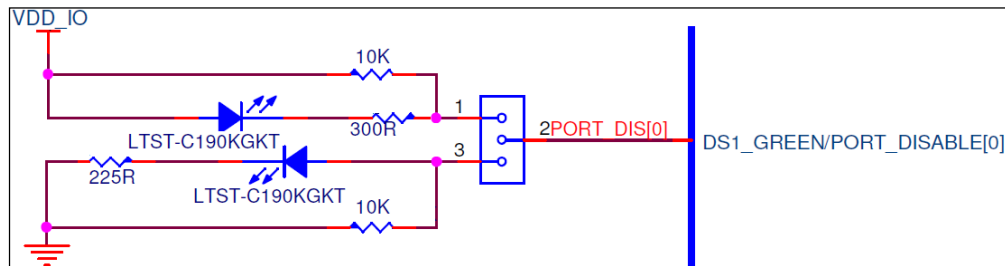 VDD_IO
10K
1
300R
LTST-C190KGKT
2
PORT_DIS[0]
DS1_GREEN/PORT_DISABLE[0]
3
225R
LTST-C190KGKT
10K